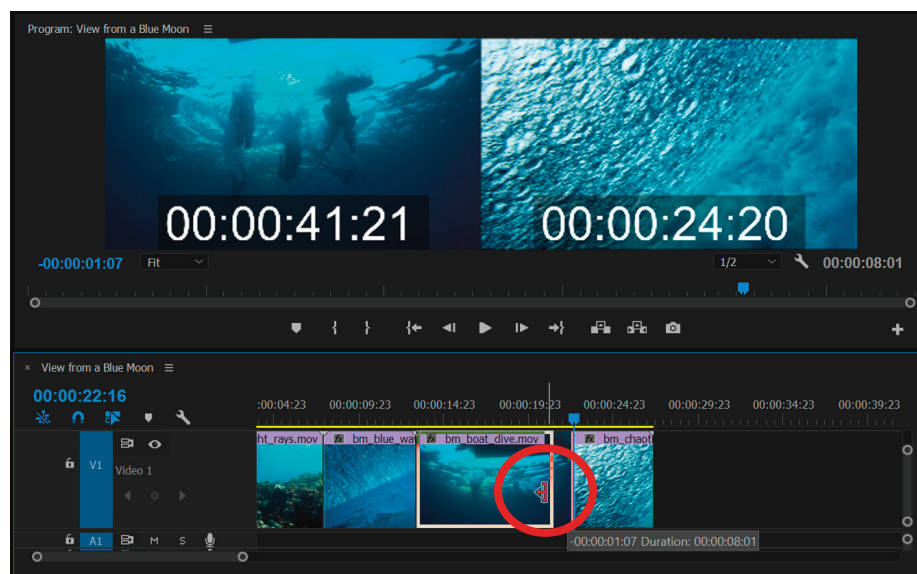 Program: View from a Blue Moon
00:00:41:21
00:00:24:20
-00:00:01:07 Fit 1/2 00:00:08:01
× View from a Blue Moon
00:00:22:16
:00:04:23 00:00:09:23 00:00:14:23 00:00:19:23 00:00:24:23 00:00:29:23 00:00:34:23 00:00:39:23
ht_rays.mov fx bm_blue_wa fx bm_boat_dive.mov fx bm_chaoti
V1 Video 1
A1 M S
-00:00:01:07 Duration: 00:00:08:01